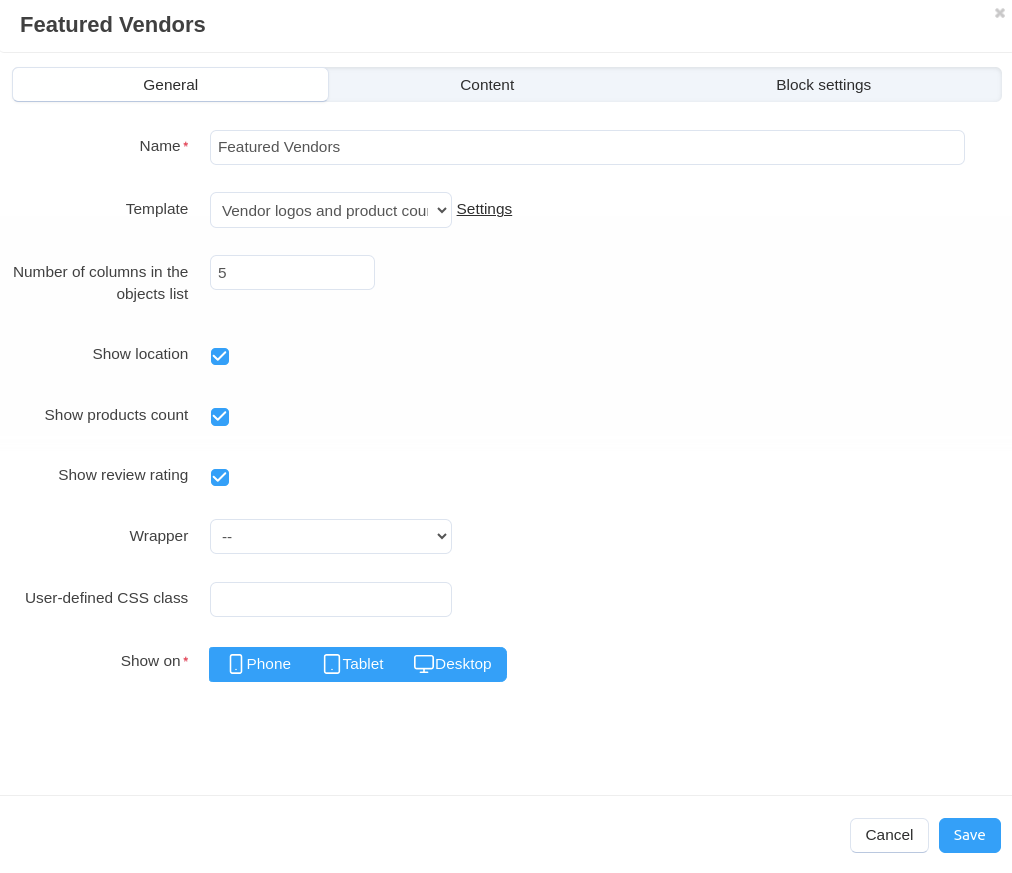 Featured Vendors
General Content Block settings
Name* Featured Vendors
Template Vendor logos and product cou Settings
Number of columns in the
objects list 5
Show location
Show products count
Show review rating
Wrapper --
User-defined CSS class
Show on* Phone Tablet Desktop
Cancel Save